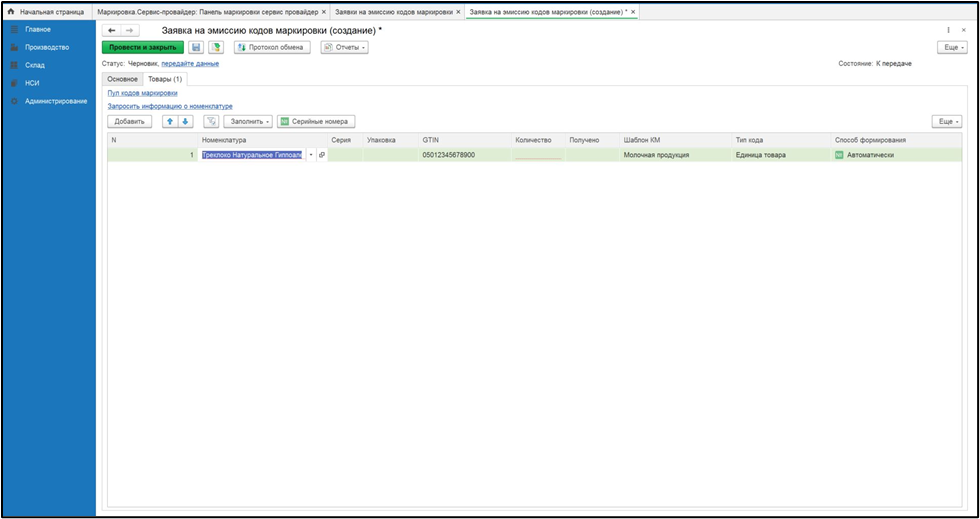 Начальная страница Маркировка.Сервис-провайдер: Панель маркировки сервис провайдер × Заявки на эмиссию кодов маркировки × Заявка на эмиссию кодов маркировки (создание) * ×
Главное
Производство
Склад
НСИ
Администрирование
Заявка на эмиссию кодов маркировки (создание) *
Провести и закрыть Протокол обмена Отчеты Еще
Статус: Черновик, передайте данные Состояние: К передаче
Основное Товары (1)
Пул кодов маркировки
Запросить информацию о номенклатуре
Добавить Заполнить Серийные номера Еще
N Номенклатура Серия Упаковка GTIN Количество Получено Шаблон КМ Тип кода Способ формирования
1 Натуральное 05012345678900 Молочная продукция Единица товара Автоматически